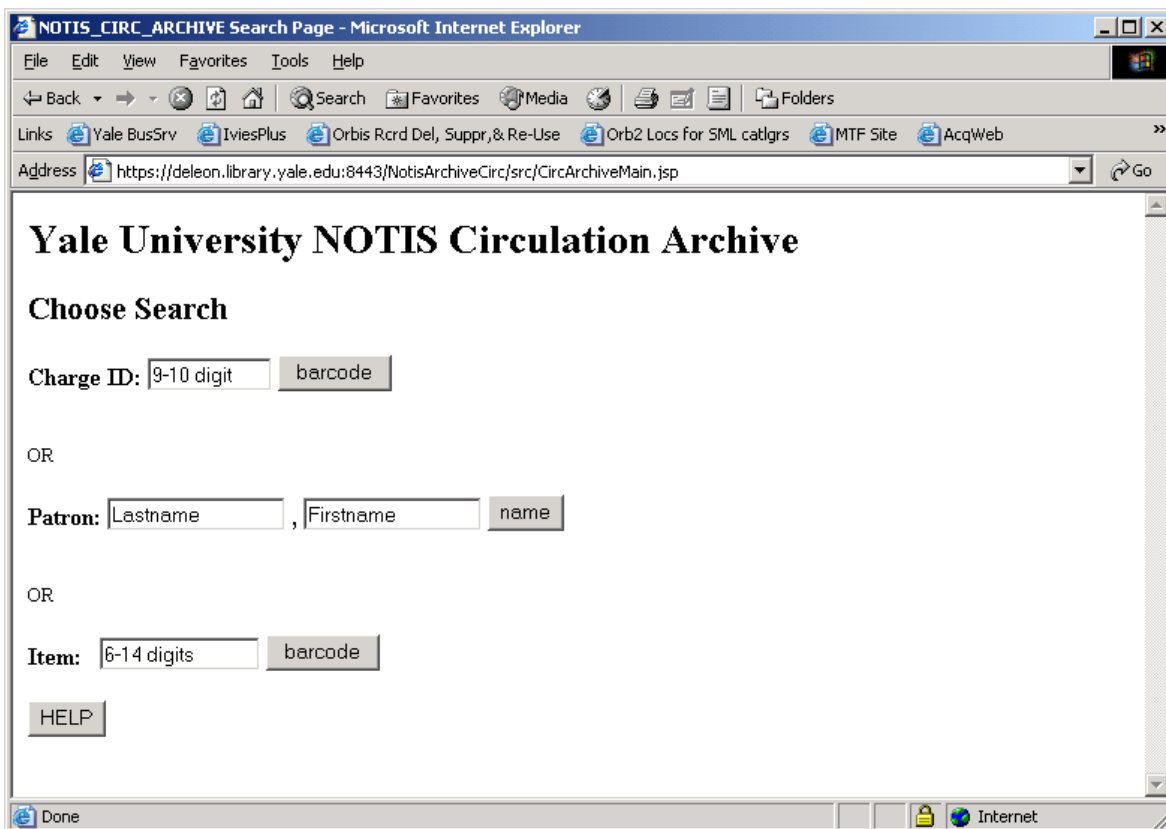 NOTIS_CIRC_ARCHIVE Search Page - Microsoft Internet Explorer
File Edit View Favorites Tools Help
Back Search Favorites Media Folders
Links Yale BusSrv IviesPlus Orbis Rcrd Del, Suppr,& Re-Use Orb2 Locs for SML catlgrs MTF Site AcqWeb »
Address https://deleon.library.yale.edu:8443/NotisArchiveCirc/src/CircArchiveMain.jsp Go
Yale University NOTIS Circulation Archive
Choose Search
Charge ID: 9-10 digit barcode
OR
Patron: Lastname , Firstname name
OR
Item: 6-14 digits barcode
HELP
Done Internet